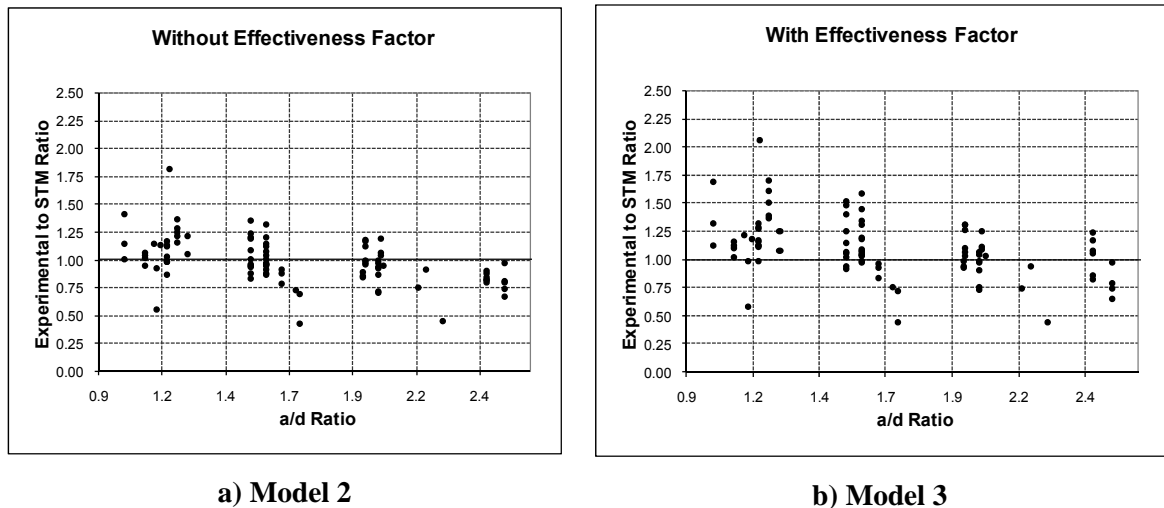 Without Effectiveness Factor
Experimental to STM Ratio
2.50
2.25
2.00
1.75
1.50
1.25
1.00
0.75
0.50
0.25
0.00
0.9 1.2 1.4 1.7 1.9 2.2 2.4
a/d Ratio
a) Model 2
With Effectiveness Factor
Experimental to STM Ratio
2.50
2.25
2.00
1.75
1.50
1.25
1.00
0.75
0.50
0.25
0.00
0.9 1.2 1.4 1.7 1.9 2.2 2.4
a/d Ratio
b) Model 3